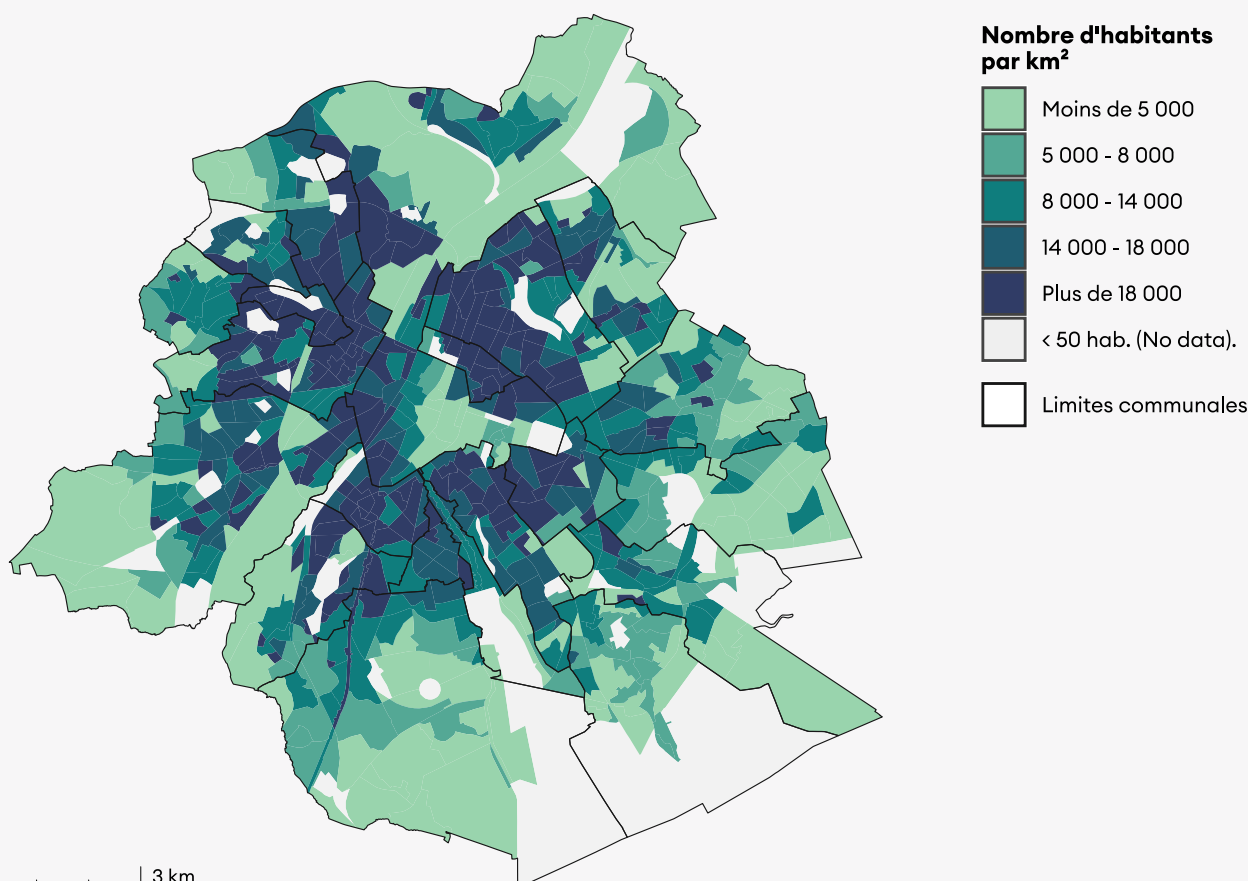 Nombre d'habitants
par km²
Moins de 5 000
5 000 - 8 000
8 000 - 14 000
14 000 - 18 000
Plus de 18 000
< 50 hab. (No data).
Limites communales
3 km